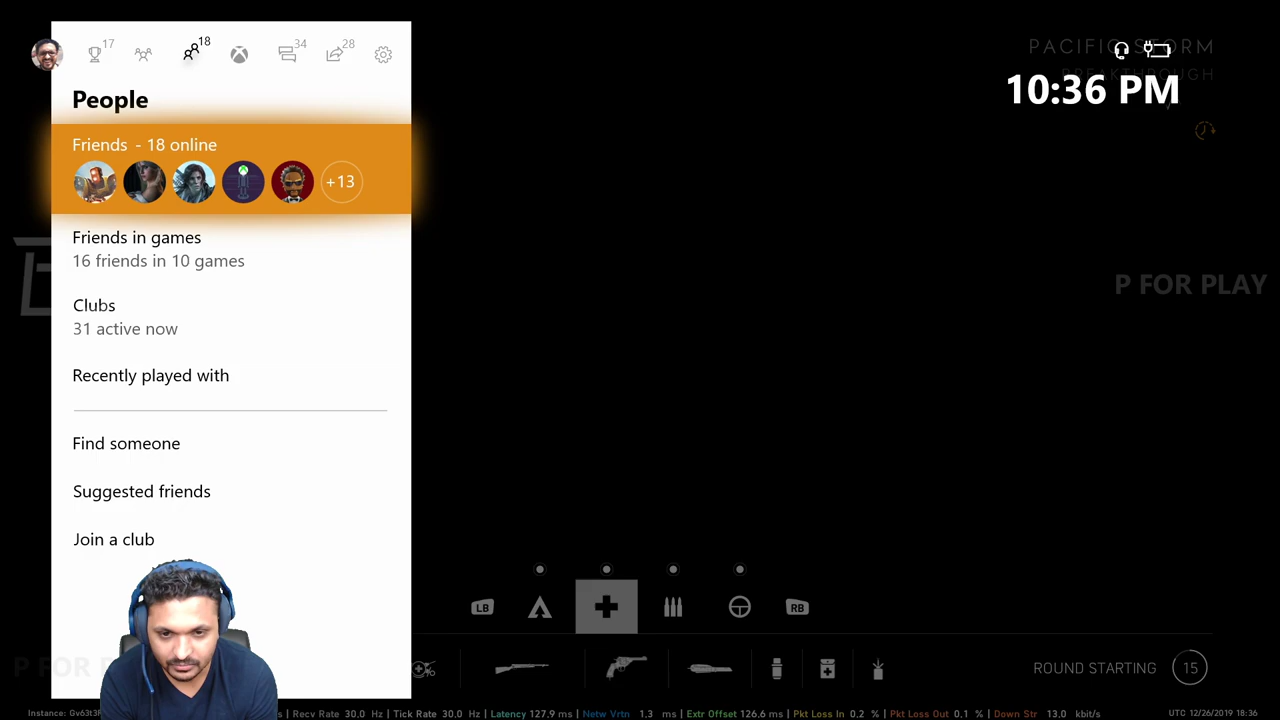 17
18
34
28
People
Friends - 18 online
+13
Friends in games
16 friends in 10 games
Clubs
31 active now
Recently played with
Find someone
Suggested friends
Join a club
PACIFIC STORM
BREAKTHROUGH
10:36 PM
P FOR PLAY
LB
RB
P FOR
ROUND STARTING 15
Instance: Gv63t3
| Recv Rate 30.0 Hz | Tick Rate 30.0 Hz | Latency 127.9 ms | Netw Vrtn 1.3 ms | Extr Offset 126.6 ms | Pkt Loss In 0.2 % | Pkt Loss Out 0.1 % | Down Str 13.0 kbit/s
UTC 12/26/2019 18:36